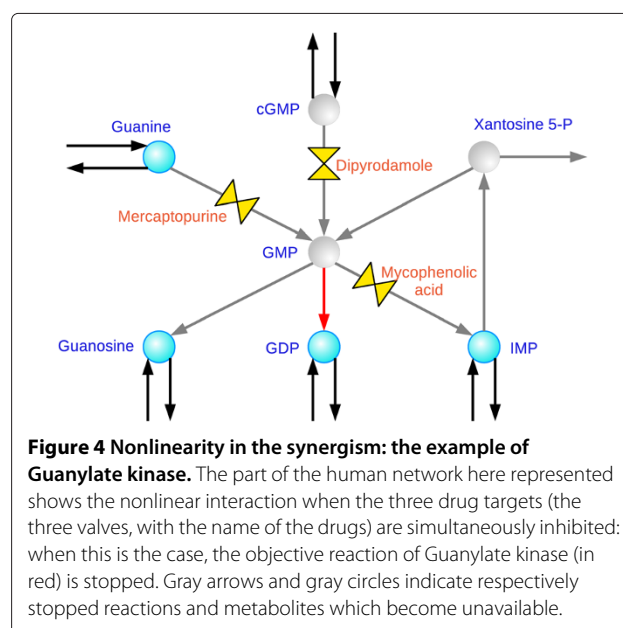 cGMP
Guanine
Xantosine 5-P
Dipyrodamole
Mercaptopurine
GMP
Mycophenolic
acid
Guanosine
GDP
IMP
Figure 4 Nonlinearity in the synergism: the example of
Guanylate kinase. The part of the human network here represented
shows the nonlinear interaction when the three drug targets (the
three valves, with the name of the drugs) are simultaneously inhibited:
when this is the case, the objective reaction of Guanylate kinase (in
red) is stopped. Gray arrows and gray circles indicate respectively
stopped reactions and metabolites which become unavailable.